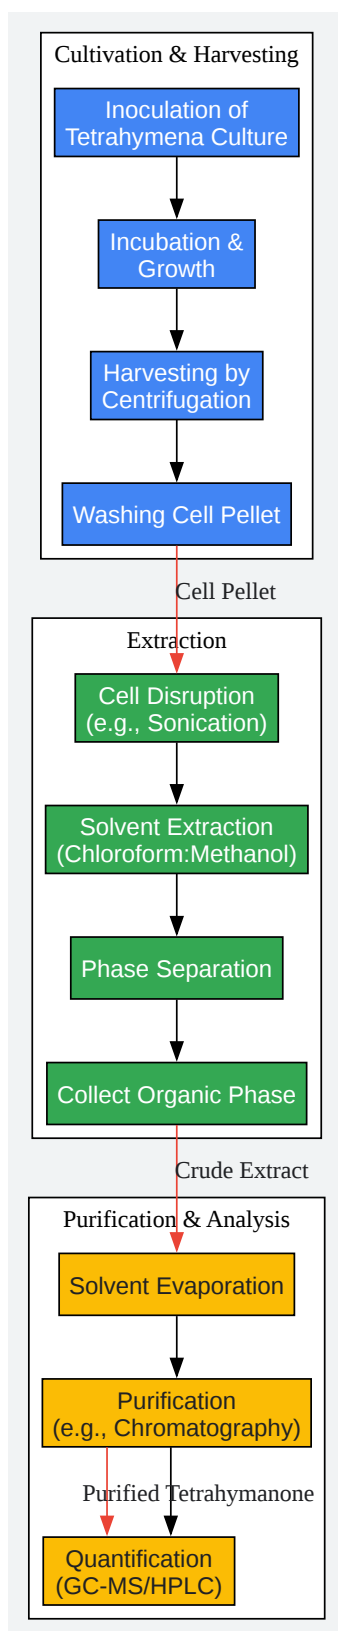 Cultivation & Harvesting
Inoculation of
Tetrahymena Culture
Incubation &
Growth
Harvesting by
Centrifugation
Washing Cell Pellet
Cell Pellet
Extraction
Cell Disruption
(e.g., Sonication)
Solvent Extraction
(Chloroform:Methanol)
Phase Separation
Collect Organic Phase
Crude Extract
Purification & Analysis
Solvent Evaporation
Purification
(e.g., Chromatography)
Purified Tetrahymanone
Quantification
(GC-MS/HPLC)